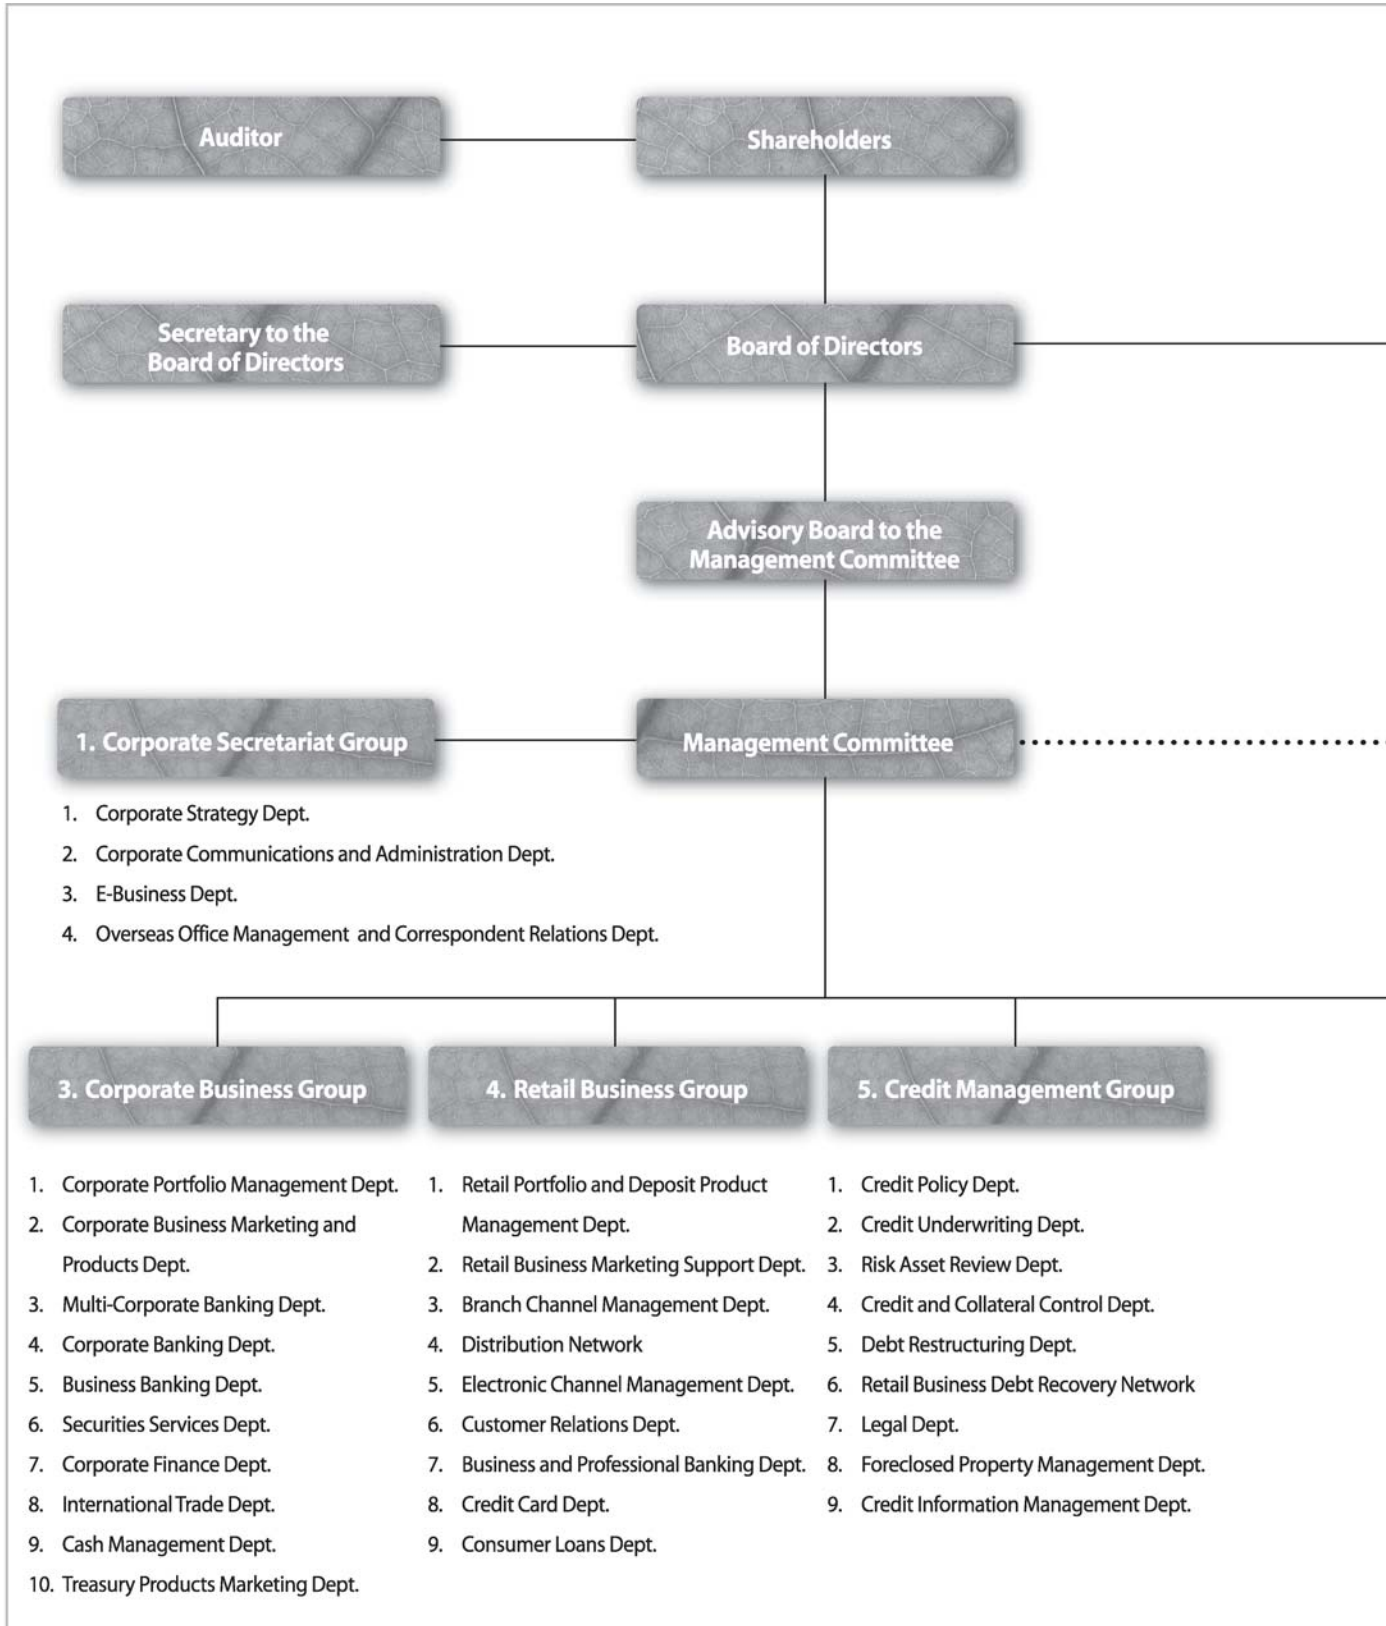 Auditor
Shareholders
Secretary to the
Board of Directors
Board of Directors
Advisory Board to the
Management Committee
1. Corporate Secretariat Group
Management Committee
1. Corporate Strategy Dept.
2. Corporate Communications and Administration Dept.
3. E-Business Dept.
4. Overseas Office Management and Correspondent Relations Dept.
3. Corporate Business Group
1. Corporate Portfolio Management Dept.
2. Corporate Business Marketing and
Products Dept.
3. Multi-Corporate Banking Dept.
4. Corporate Banking Dept.
5. Business Banking Dept.
6. Securities Services Dept.
7. Corporate Finance Dept.
8. International Trade Dept.
9. Cash Management Dept.
10. Treasury Products Marketing Dept.
4. Retail Business Group
1. Retail Portfolio and Deposit Product
Management Dept.
2. Retail Business Marketing Support Dept.
3. Branch Channel Management Dept.
4. Distribution Network
5. Electronic Channel Management Dept.
6. Customer Relations Dept.
7. Business and Professional Banking Dept.
8. Credit Card Dept.
9. Consumer Loans Dept.
5. Credit Management Group
1. Credit Policy Dept.
2. Credit Underwriting Dept.
3. Risk Asset Review Dept.
4. Credit and Collateral Control Dept.
5. Debt Restructuring Dept.
6. Retail Business Debt Recovery Network
7. Legal Dept.
8. Foreclosed Property Management Dept.
9. Credit Information Management Dept.